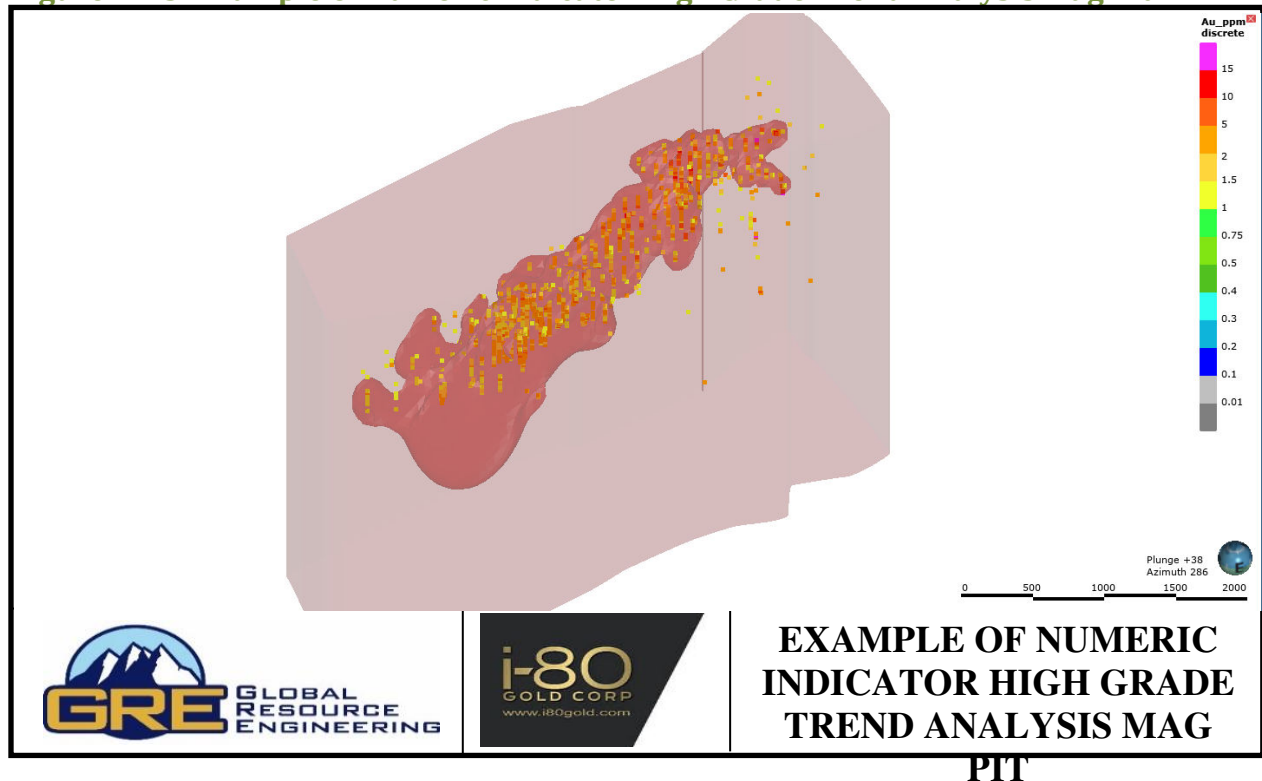 Au_ppm
discrete
15
10
5
2
1.5
1
0.75
0.5
0.4
0.3
0.2
0.1
0.01
Plunge +38
Azimuth 286
E
0 500 1000 1500 2000
GRE GLOBAL
RESOURCE
ENGINEERING
i-80
GOLD CORP
www.i80gold.com
EXAMPLE OF NUMERIC
INDICATOR HIGH GRADE
TREND ANALYSIS MAG
PIT